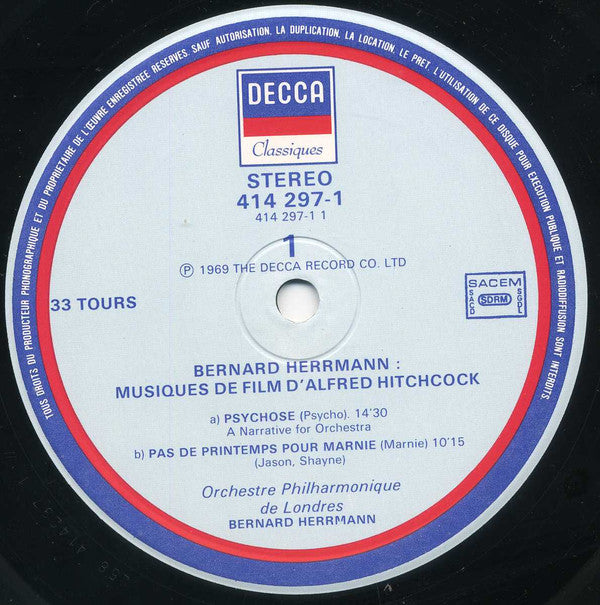 TOUS DROITS DU PRODUCTEUR PHONOGRAPHIQUE ET DU PROPRIETAIRE DE L'ŒUVRE ENREGISTREE RESERVES. SAUF AUTORISATION, LA DUPLICATION, LA LOCATION, LE PRET, L'UTILISATION DE CE DISQUE POUR EXECUTION PUBLIQUE ET RADIODIFFUSION SONT INTERDITS.
DECCA
Classiques
STEREO
414 297-1
414 297-1 1
1
℗ 1969 THE DECCA RECORD CO. LTD
33 TOURS
SACEM
SACD
SDRM
SGDL
BERNARD HERRMANN :
MUSIQUES DE FILM D'ALFRED HITCHCOCK
a) PSYCHOSE (Psycho). 14'30
A Narrative for Orchestra
b) PAS DE PRINTEMPS POUR MARNIE (Marnie) 10'15
(Jason, Shayne)
Orchestre Philharmonique
de Londres
BERNARD HERRMANN